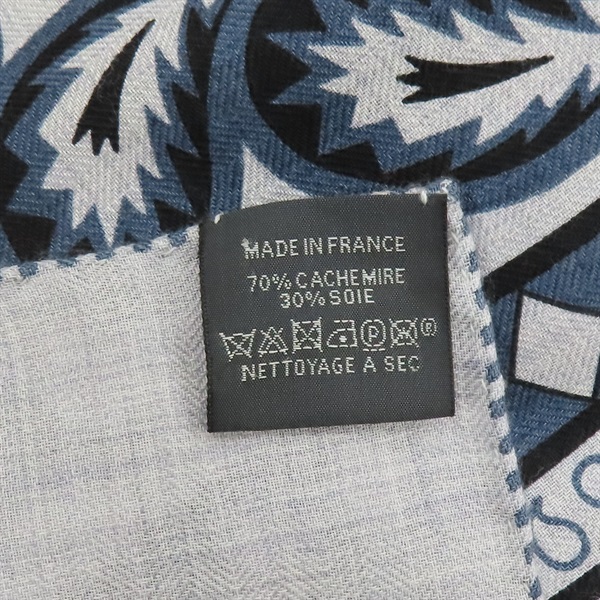 MADE IN FRANCE
70% CACHEMIRE
30% SOIE
P ®
NETTOYAGE A SEC